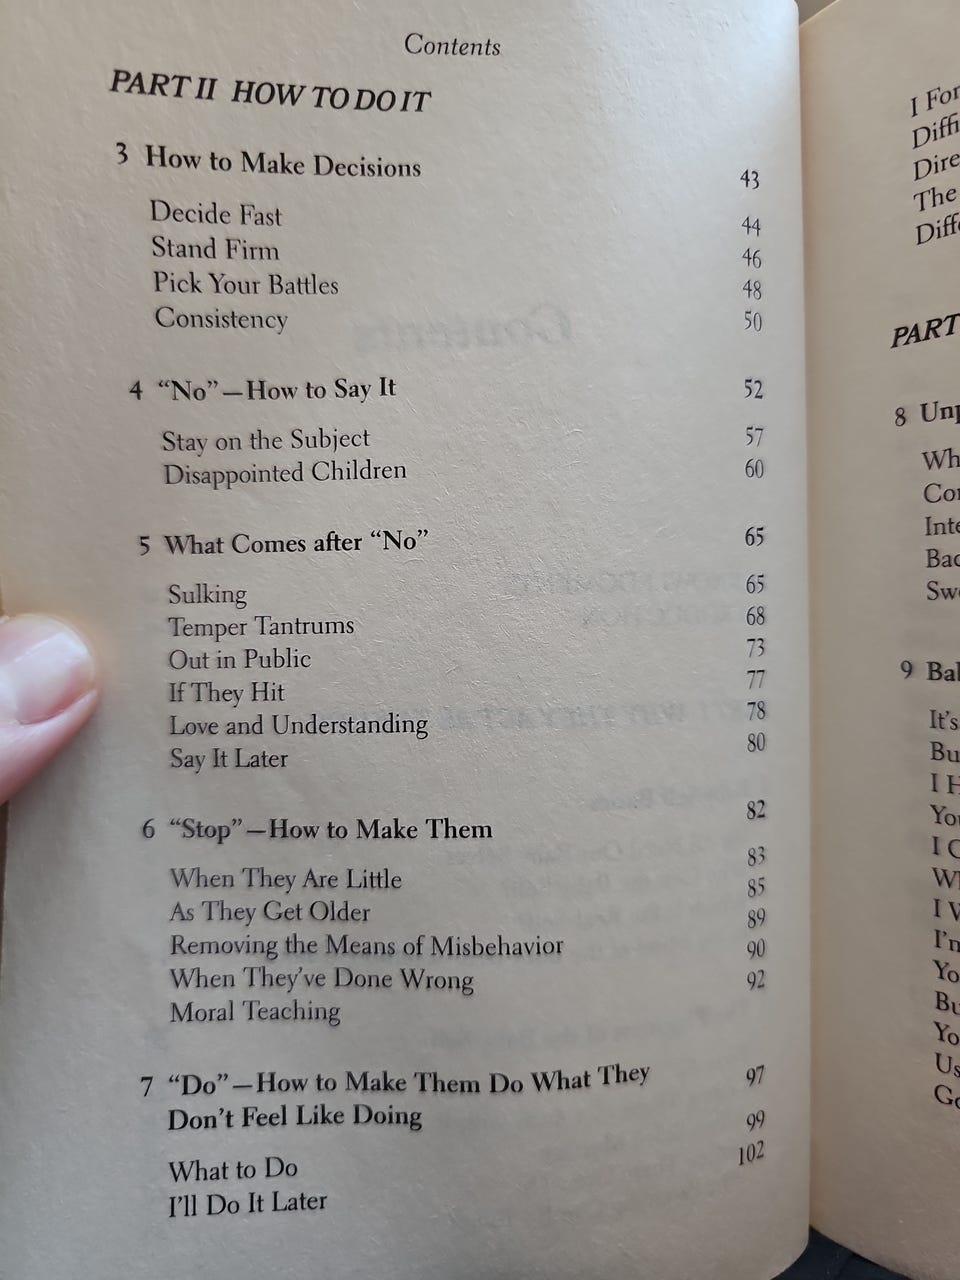 Contents
PART II HOW TO DO IT
3 How to Make Decisions 43
Decide Fast 44
Stand Firm 46
Pick Your Battles 48
Consistency 50
4 “No”—How to Say It 52
Stay on the Subject 57
Disappointed Children 60
5 What Comes after “No” 65
Sulking 65
Temper Tantrums 68
Out in Public 73
If They Hit 77
Love and Understanding 78
Say It Later 80
6 “Stop”—How to Make Them 82
When They Are Little 83
As They Get Older 85
Removing the Means of Misbehavior 89
When They've Done Wrong 90
Moral Teaching 92
7 “Do”—How to Make Them Do What They 97
Don't Feel Like Doing
What to Do 99
I'll Do It Later 102
I
The
PART
8
9
It's
I
I
I